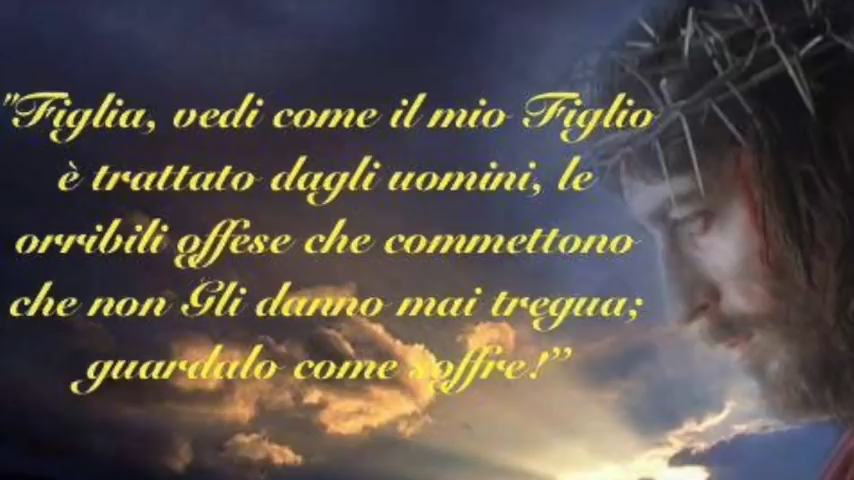 "Figlia, vedi come il mio Figlio
è trattato dagli uomini, le
orribili offese che commettono
che non Gli danno mai tregua;
guardalo come soffre!”